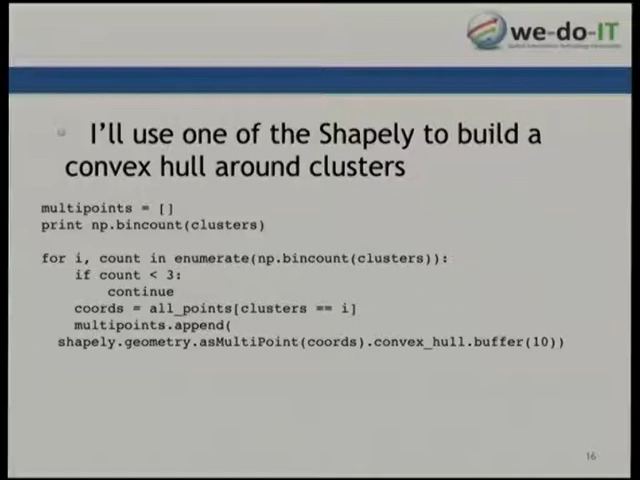 we-do-IT
I'll use one of the Shapely to build a
convex hull around clusters
multipoints = []
print np.bincount(clusters)
for i, count in enumerate(np.bincount(clusters)):
if count < 3:
continue
coords = all_points[clusters == i]
multipoints.append(
shapely.geometry.asMultiPoint(coords).convex_hull.buffer(10))
16